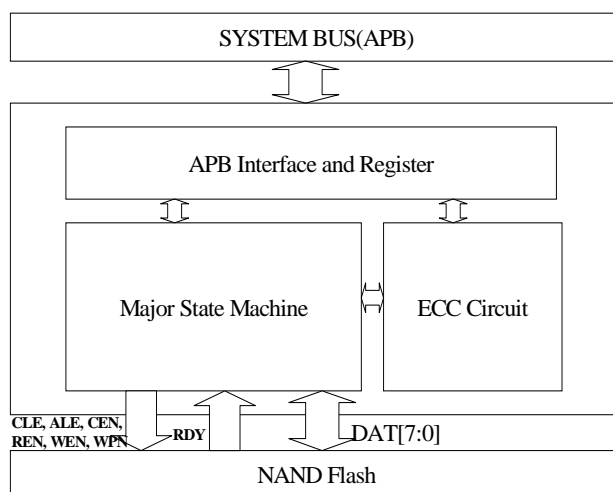 SYSTEM BUS(APB)
APB Interface and Register
Major State Machine
ECC Circuit
CLE, ALE, CEN,
REN, WEN, WPN
RDY
DAT[7:0]
NAND Flash